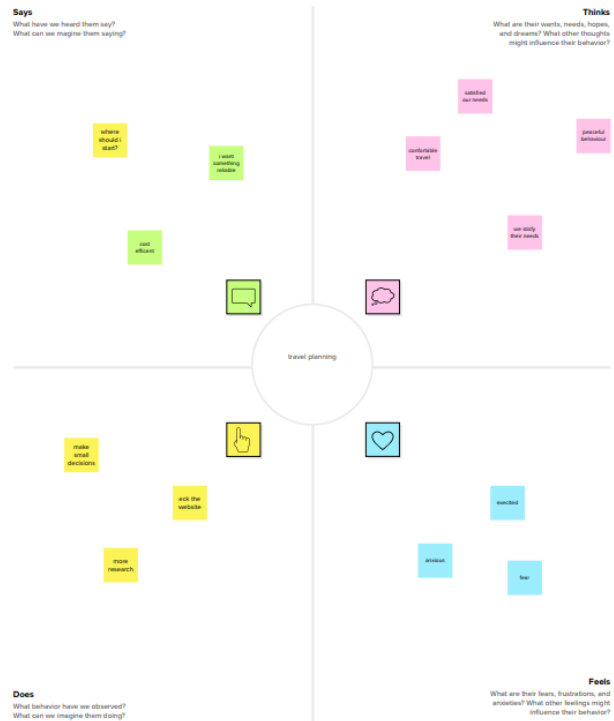 Says
What have we heard them say?
What can we magine them saying?
Thinks
What are their wants, needs, hopes,
and dreams? What other thoughts
might influence their behavior?
where
should i
start?
i want
something
reliable
cost
efficent
satisfied
our needs
comfortable
travel
peaceful
behaviour
we stisfy
their needs
travel planning
make
small
decisions
eck the
website
more
research
execited
anxious
fear
Does
What behavior have we observed?
What can we imagine them doing?
Feels
What are their fears, frustrations, and
anxieties? What other feelings might
influence their behavior?